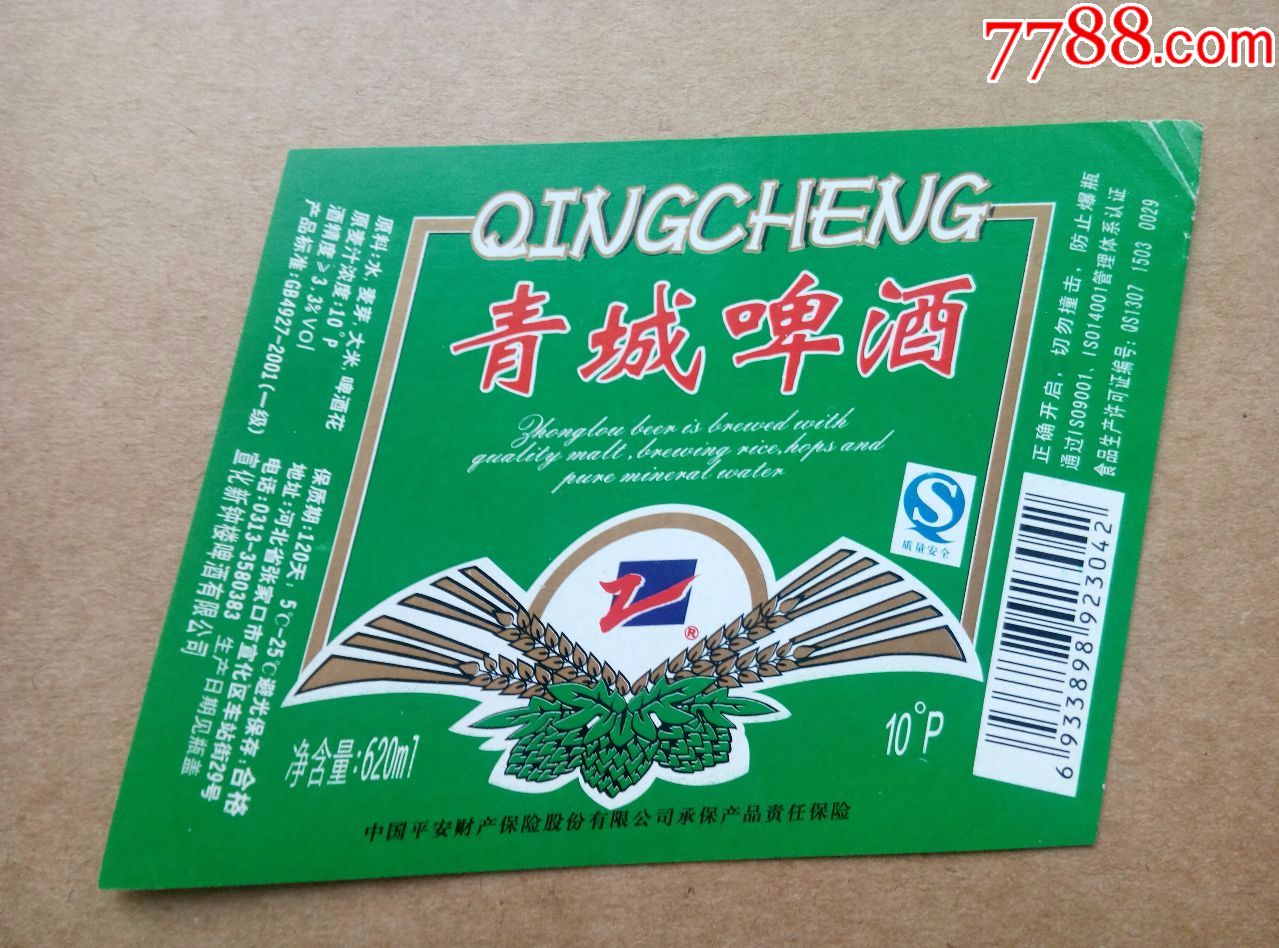 7788.com
QINGCHENG
青城啤酒
Zhonglou beer is brewed with
quality malt, brewing rice, hops and
pure mineral water
原料:水、麦芽、大米、啤酒花
原麦汁浓度:10°P
酒精度≥3.3%VOl
产品标准:GB4927-2001(一级)
保质期:120天: 5℃-25℃避光保存:合格
地址:河北省张家口市宣化区车站街29号
电话:0313-3580383 生产日期见瓶盖
宣化新钟楼啤酒有限公司
正确开启,切勿撞击,防止爆瓶
通过ISO9001、ISO14001管理体系认证
食品生产许可证编号:QS1307 1503 0029
S
质量安全
®
净含量:620ml
10°P
6 933898 923042
中国平安财产保险股份有限公司承保产品责任保险